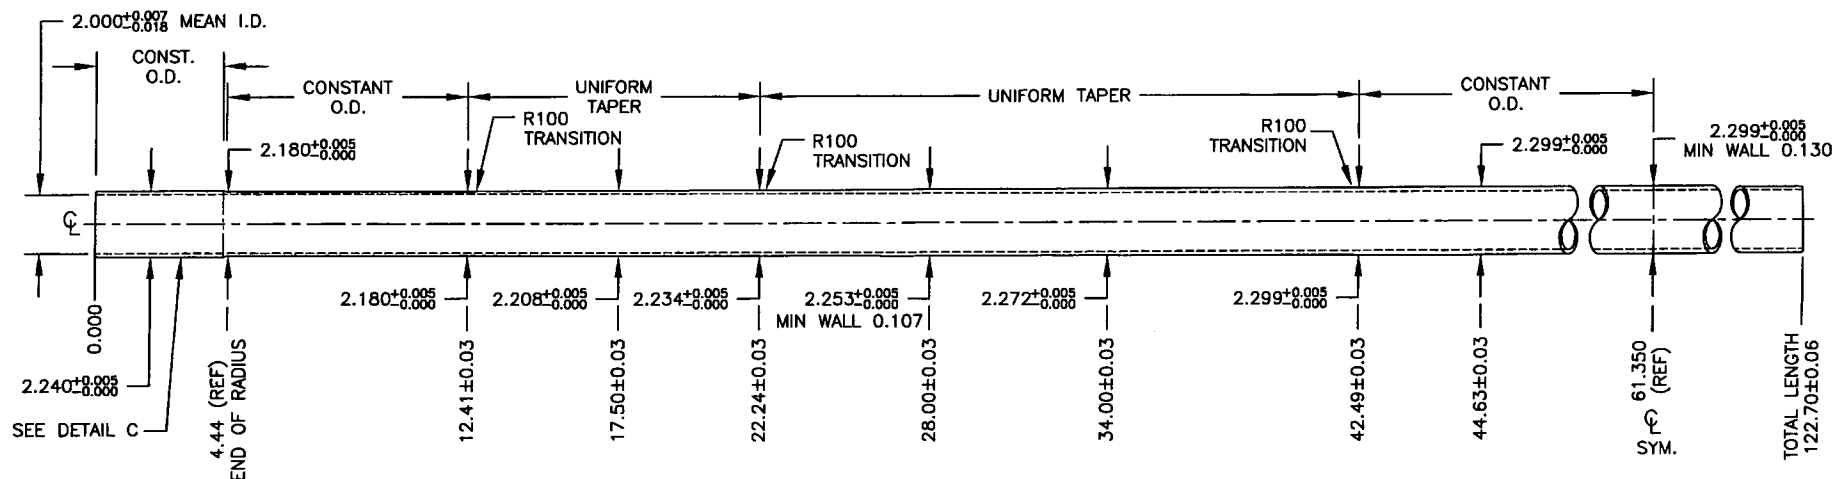 2.000+0.007-0.018 MEAN I.D.
CONST.
O.D.
CONSTANT
O.D.
UNIFORM
TAPER
UNIFORM TAPER
CONSTANT
O.D.
R100
TRANSITION
R100
TRANSITION
R100
TRANSITION
2.180+0.005-0.000
2.299+0.005-0.000
2.299+0.005-0.000
MIN WALL 0.130
℄
2.180+0.005-0.000
2.208+0.005-0.000
2.234+0.005-0.000
2.253+0.005-0.000
MIN WALL 0.107
2.272+0.005-0.000
2.299+0.005-0.000
0.000
2.240+0.005-0.000
SEE DETAIL C
4.44 (REF)
END OF RADIUS
12.41±0.03
17.50±0.03
22.24±0.03
28.00±0.03
34.00±0.03
42.49±0.03
44.63±0.03
61.350
(REF)
℄
SYM.
TOTAL LENGTH
122.70±0.06